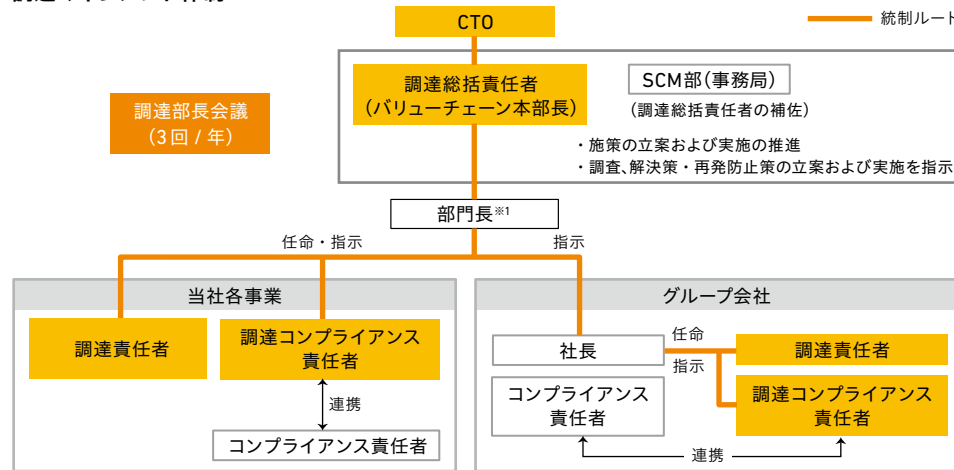 CTO
統制ルート
調達部長会議
(3回 / 年)
調達総括責任者
(バリューチェーン本部長)
SCM部(事務局)
(調達総括責任者の補佐)
・施策の立案および実施の推進
・調査、解決策・再発防止策の立案および実施を指示
部門長※1
任命・指示
指示
当社各事業
調達責任者
調達コンプライアンス
責任者
連携
コンプライアンス責任者
グループ会社
社長
任命
指示
調達責任者
コンプライアンス
責任者
調達コンプライアンス
責任者
連携